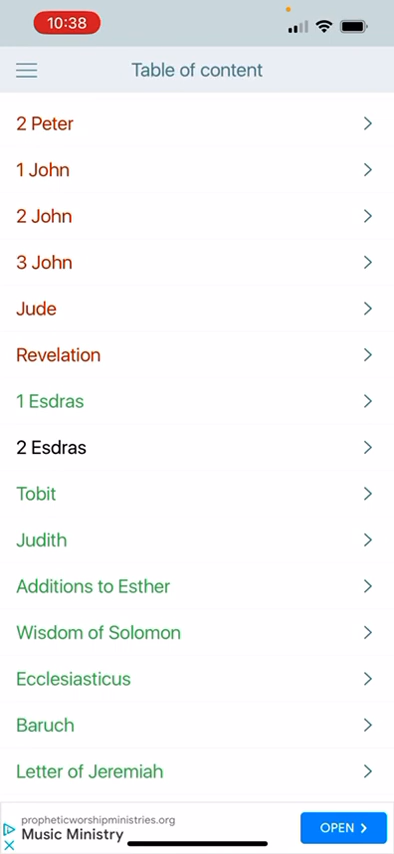 10:38
Table of content
2 Peter
1 John
2 John
3 John
Jude
Revelation
1 Esdras
2 Esdras
Tobit
Judith
Additions to Esther
Wisdom of Solomon
Ecclesiasticus
Baruch
Letter of Jeremiah
propheticworshipministries.org
Music Ministry
OPEN